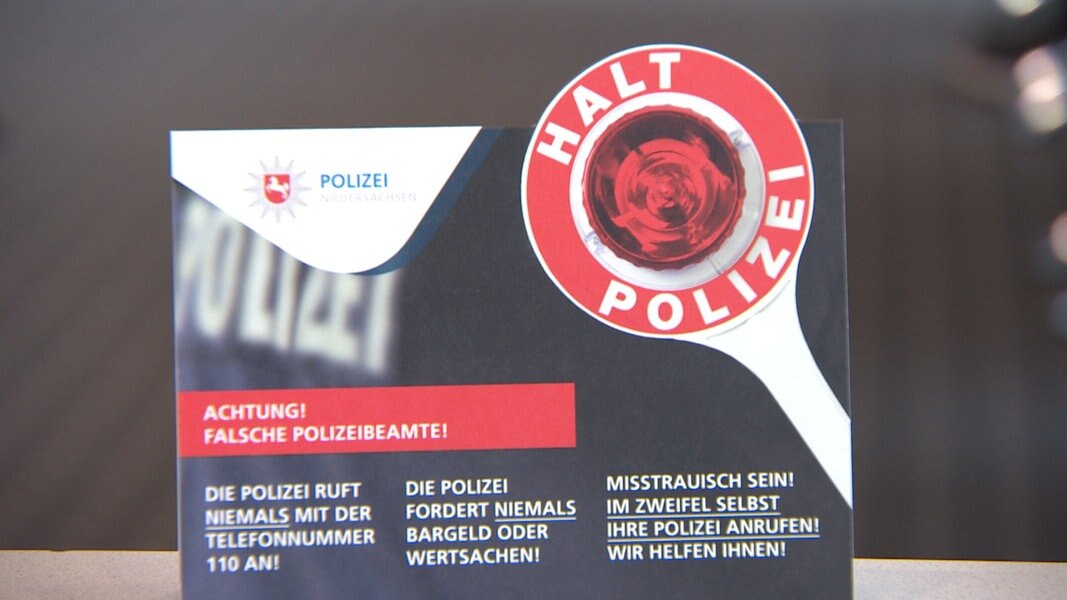 HALT
POLIZEI
POLIZEI
NIEDERSACHSEN
POLIZEI
ACHTUNG!
FALSCHE POLIZEIBEAMTE!
DIE POLIZEI RUFT
NIEMALS MIT DER
TELEFONNUMMER
110 AN!
DIE POLIZEI
FORDERT NIEMALS
BARGELD ODER
WERTSACHEN!
MISSTRAUISCH SEIN!
IM ZWEIFEL SELBST
IHRE POLIZEI ANRUFEN!
WIR HELFEN IHNEN!